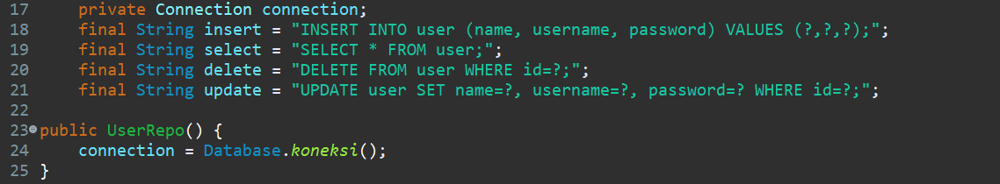 17 private Connection connection;
18 final String insert = "INSERT INTO user (name, username, password) VALUES (?,?,?);";
19 final String select = "SELECT * FROM user;";
20 final String delete = "DELETE FROM user WHERE id=?;";
21 final String update = "UPDATE user SET name=?, username=?, password=? WHERE id=?;";
22
23 public UserRepo() {
24 connection = Database.koneksi();
25 }